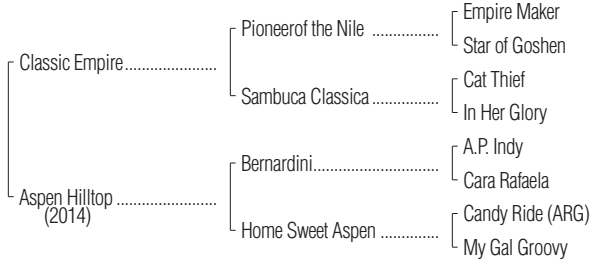 Empire Maker
Pioneerof the Nile ................
Star of Goshen
Classic Empire......................
Cat Thief
Sambuca Classica ................
In Her Glory
A.P. Indy
Bernardini.............................
Cara Rafaela
Aspen Hilltop ........................
(2014)
Candy Ride (ARG)
Home Sweet Aspen ..............
My Gal Groovy